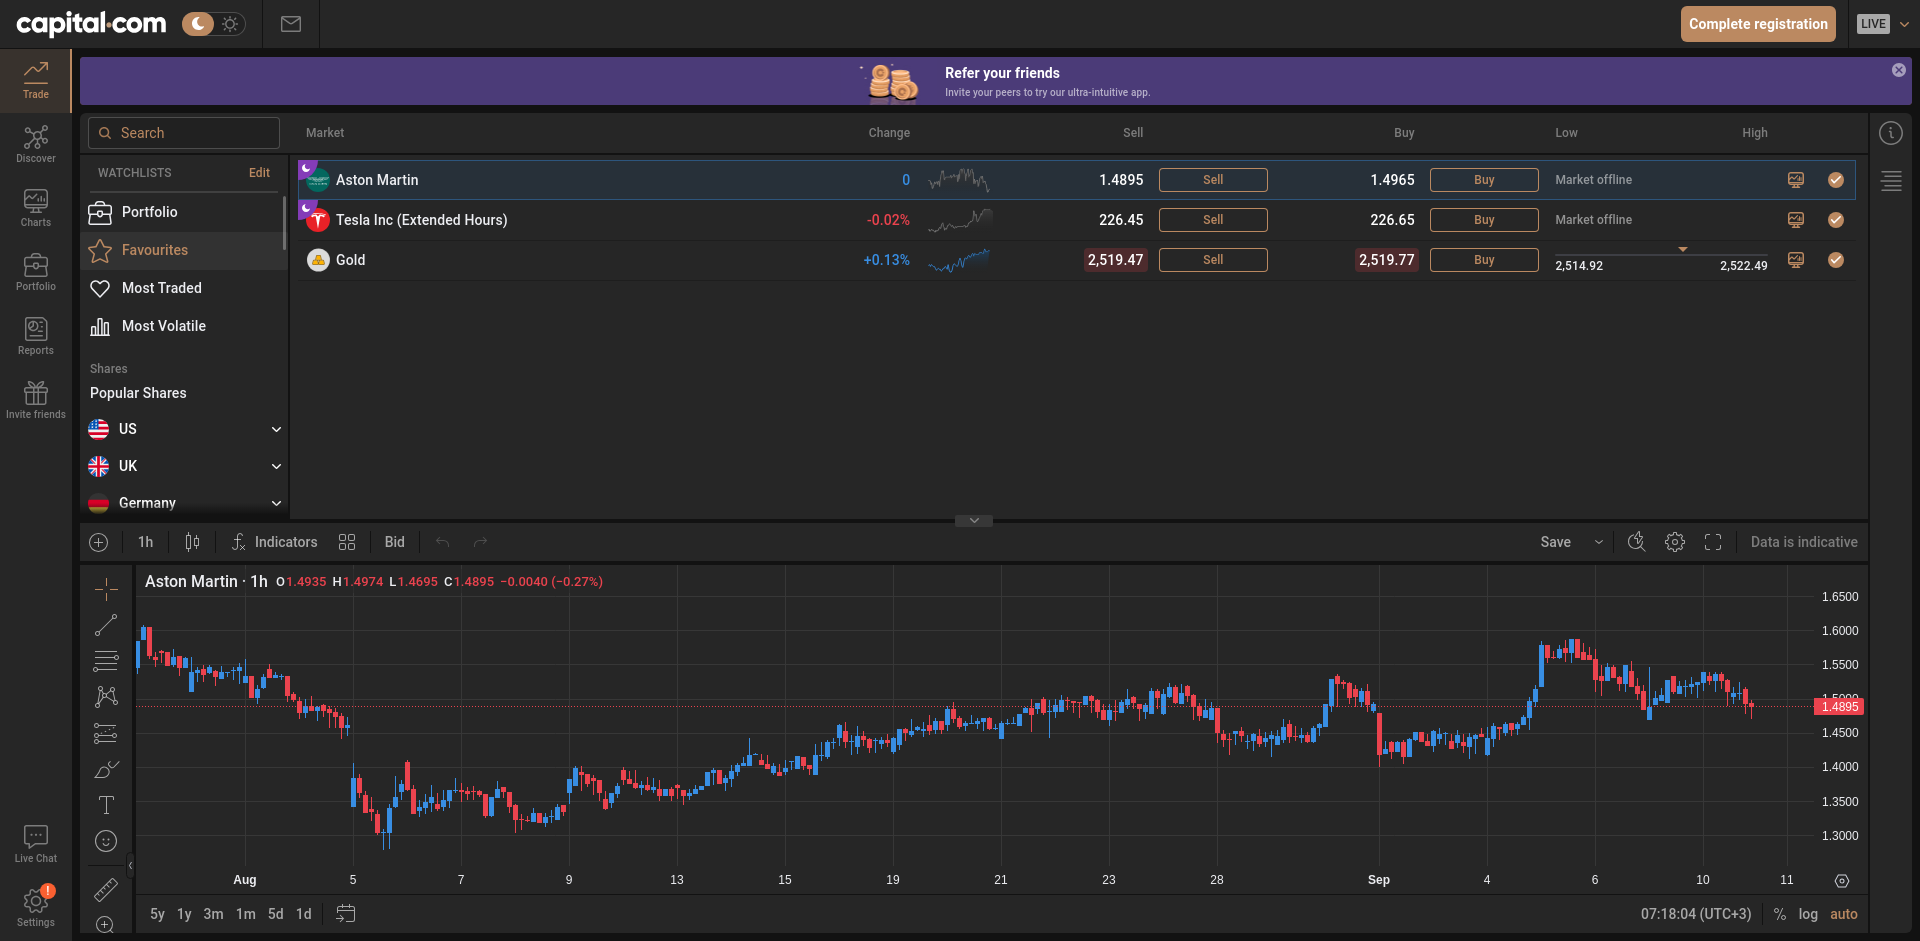 capital.com
Complete registration
LIVE
Trade
Discover
Charts
Portfolio
Reports
Invite friends
Live Chat
!
Settings
Refer your friends
Invite your peers to try our ultra-intuitive app.
Search
Market Change Sell Buy Low High
WATCHLISTS Edit
Portfolio
Favourites
Most Traded
Most Volatile
Shares
Popular Shares
US
UK
Germany
Aston Martin 0 1.4895 Sell 1.4965 Buy Market offline
Tesla Inc (Extended Hours) -0.02% 226.45 Sell 226.65 Buy Market offline
Gold +0.13% 2,519.47 Sell 2,519.77 Buy 2,514.92 2,522.49
1h Indicators Bid Save Data is indicative
Aston Martin · 1h O1.4935 H1.4974 L1.4695 C1.4895 −0.0040 (−0.27%)
1.6500
1.6000
1.5500
1.5000
1.4895
1.4500
1.4000
1.3500
1.3000
Aug 5 7 9 13 15 19 21 23 28 Sep 4 6 10 11
5y 1y 3m 1m 5d 1d 07:18:04 (UTC+3) % log auto